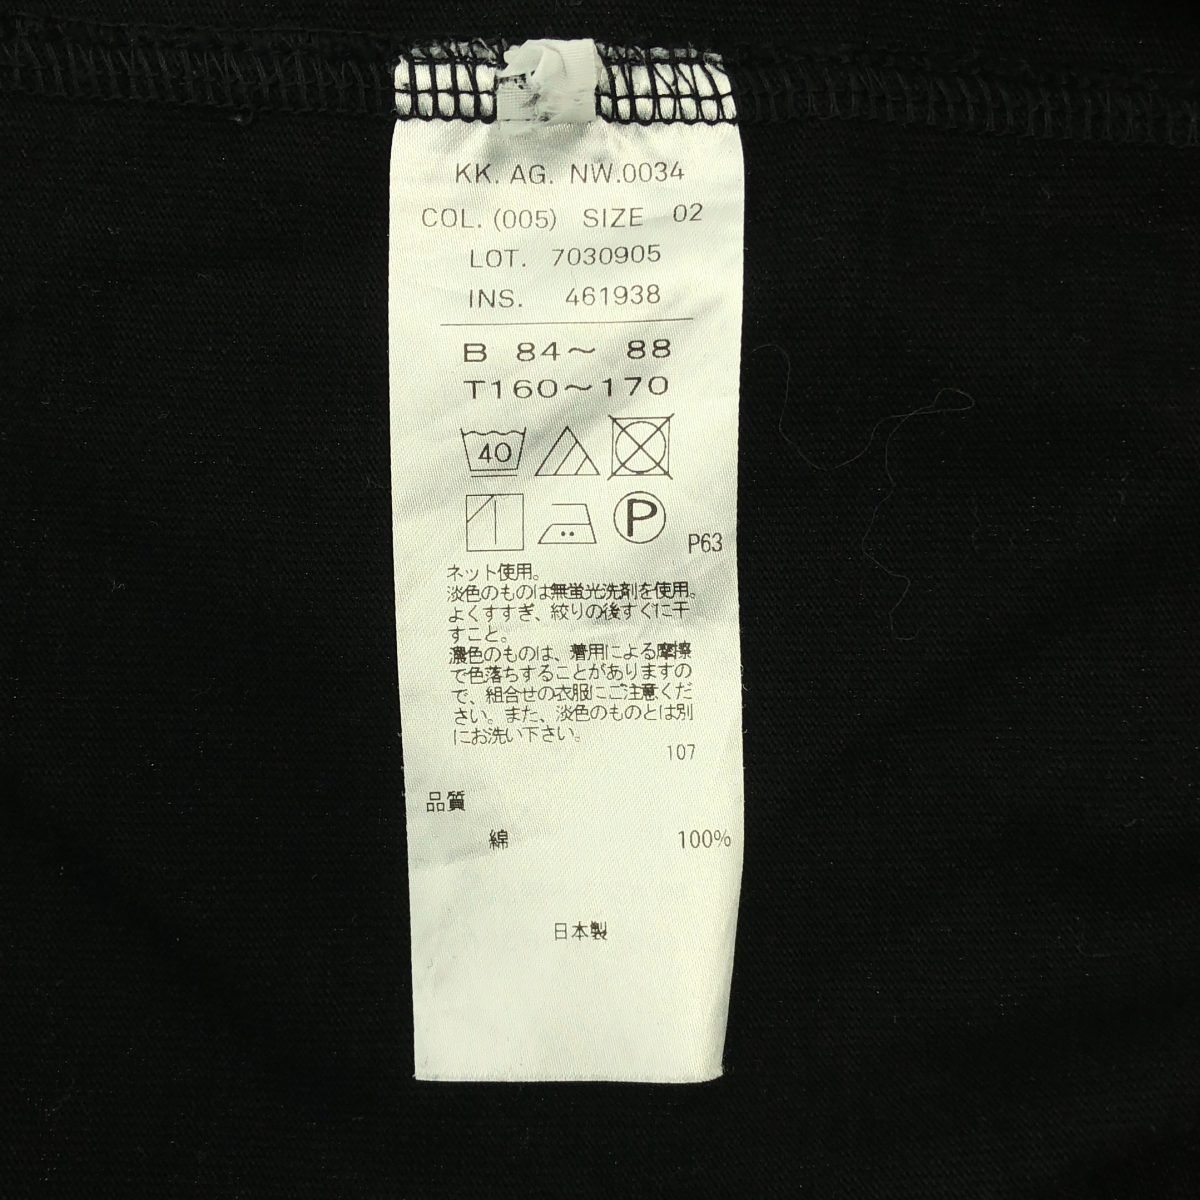 KK. AG. NW.0034
COL. (005) SIZE 02
LOT. 7030905
INS. 461938
B 84～ 88
T160～170
40
P
P63
ネット使用。
淡色のものは無蛍光洗剤を使用。
よくすすぎ、絞りの後すぐに干
すこと。
濃色のものは、着用による摩擦
で色落ちすることがありますの
で、組合せの衣服にご注意くだ
さい。また、淡色のものとは別
にお洗い下さい。
107
品質
綿 100%
日本製